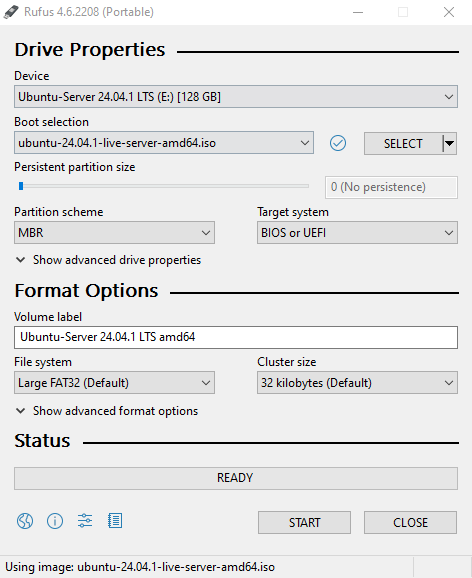 Rufus 4.6.2208 (Portable)
Drive Properties
Device
Ubuntu-Server 24.04.1 LTS (E:) [128 GB]
Boot selection
ubuntu-24.04.1-live-server-amd64.iso
SELECT
Persistent partition size
0 (No persistence)
Partition scheme
Target system
MBR
BIOS or UEFI
Show advanced drive properties
Format Options
Volume label
Ubuntu-Server 24.04.1 LTS amd64
File system
Cluster size
Large FAT32 (Default)
32 kilobytes (Default)
Show advanced format options
Status
READY
START
CLOSE
Using image: ubuntu-24.04.1-live-server-amd64.iso